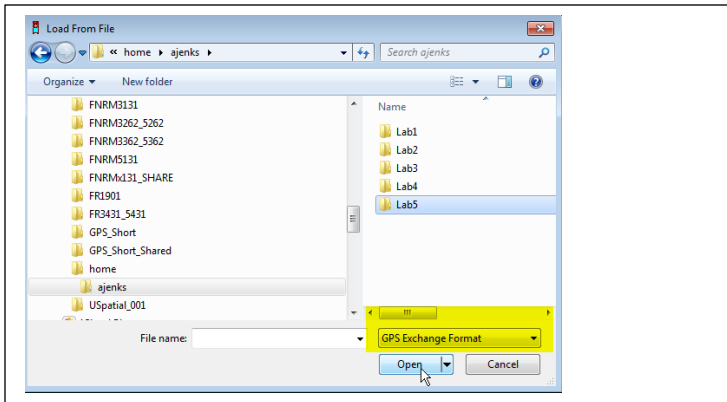 Load From File
« home ▸ ajenks ▸
Search ajenks
Organize ▾ New folder
FNRM3131
FNRM3262_5262
FNRM3362_5362
FNRM5131
FNRMx131_SHARE
FR1901
FR3431_5431
GPS_Short
GPS_Short_Shared
home
ajenks
USpatial_001
Name
Lab1
Lab2
Lab3
Lab4
Lab5
File name:
GPS Exchange Format
Open
Cancel